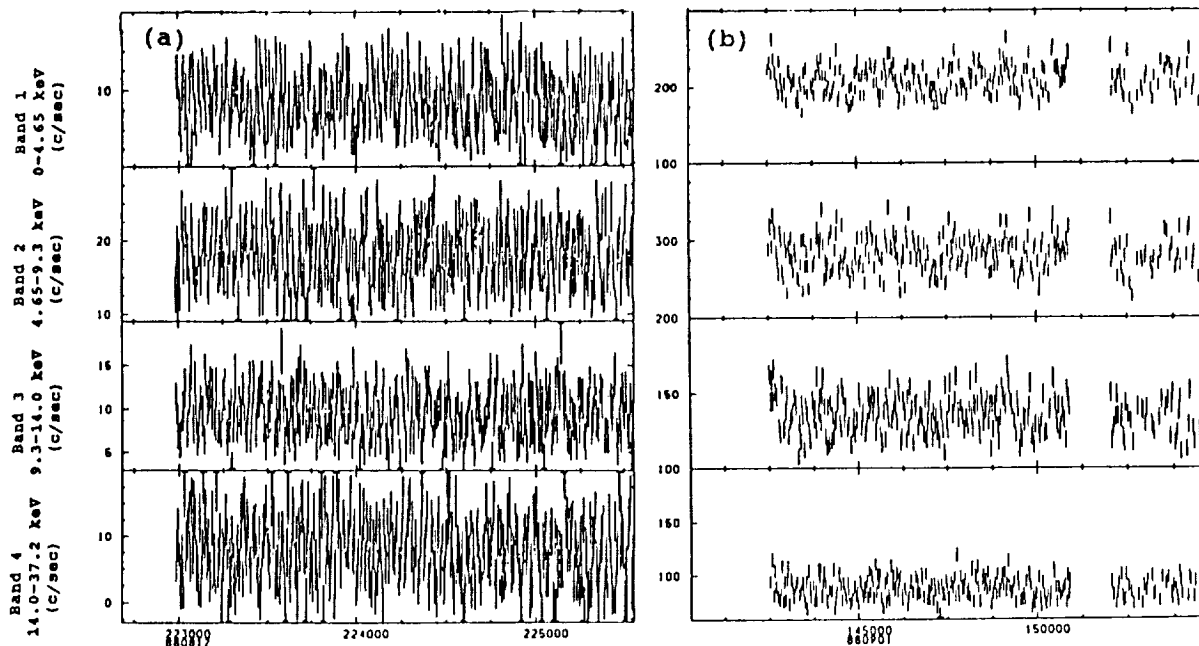 (a)
(b)
Band 1
0-4.65 keV
(c/sec)
10
200
100
Band 2
4.65-9.3 keV
(c/sec)
20
10
300
200
Band 3
9.3-14.0 keV
(c/sec)
15
10
5
150
100
Band 4
14.0-37.2 keV
(c/sec)
10
0
150
100
223000
880817
224000
225000
145000
880901
150000